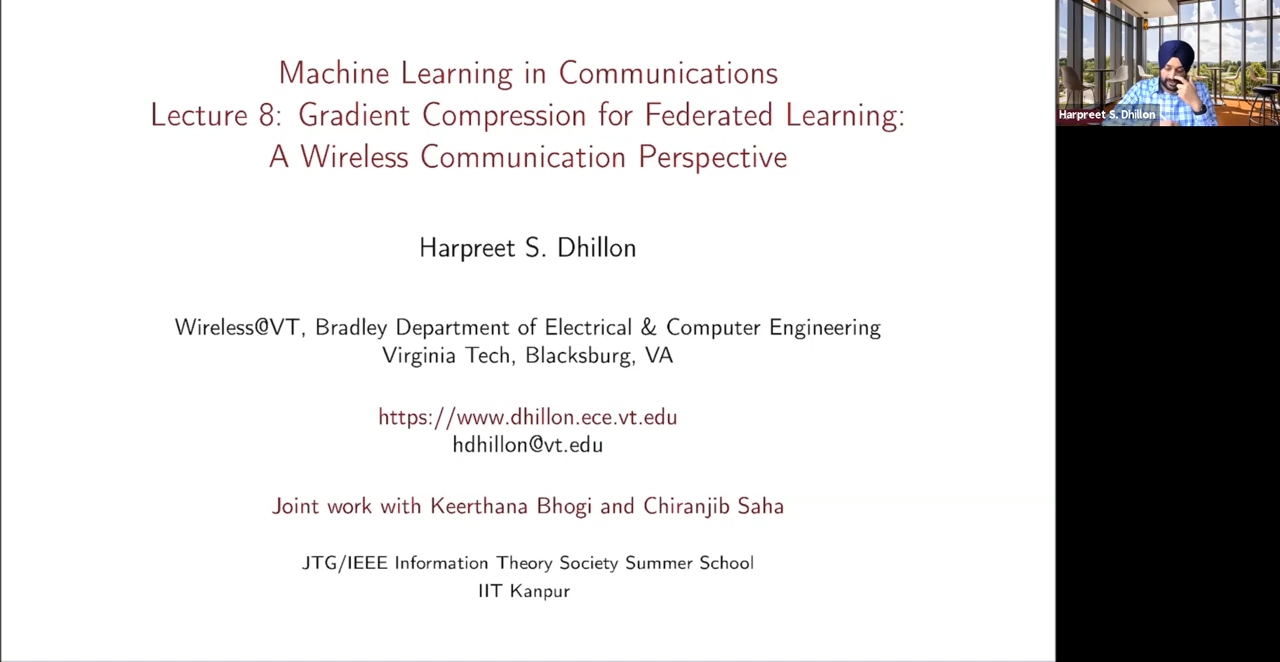 Machine Learning in Communications
Lecture 8: Gradient Compression for Federated Learning:
A Wireless Communication Perspective
Harpreet S. Dhillon
Wireless@VT, Bradley Department of Electrical & Computer Engineering
Virginia Tech, Blacksburg, VA
https://www.dhillon.ece.vt.edu
hdhillon@vt.edu
Joint work with Keerthana Bhogi and Chiranjib Saha
JTG/IEEE Information Theory Society Summer School
IIT Kanpur
Harpreet S. Dhillon